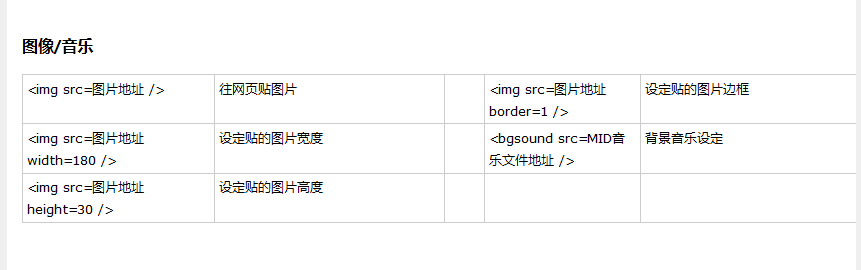 图像/音乐
<img src=图片地址 />
往网页贴图片
<img src=图片地址
border=1 />
设定贴的图片边框
<img src=图片地址
width=180 />
设定贴的图片宽度
<bgsound src=MID音
乐文件地址 />
背景音乐设定
<img src=图片地址
height=30 />
设定贴的图片高度